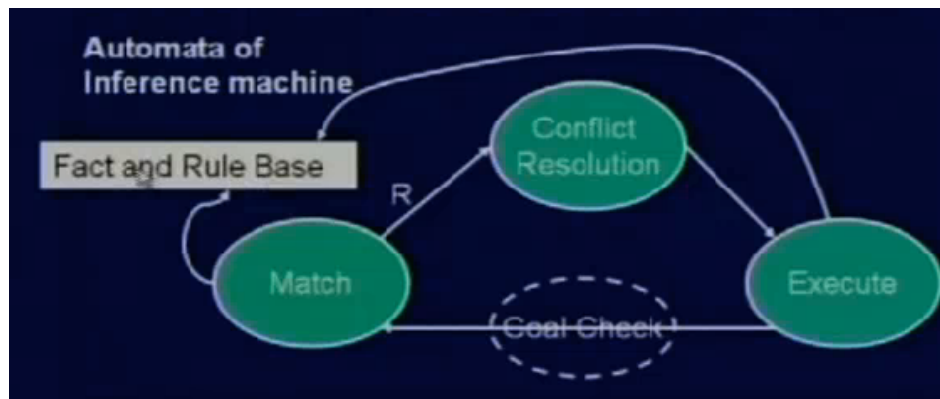 Automata of
Inference machine
Fact and Rule Base
Conflict
Resolution
R
Match
Execute
Goal Check